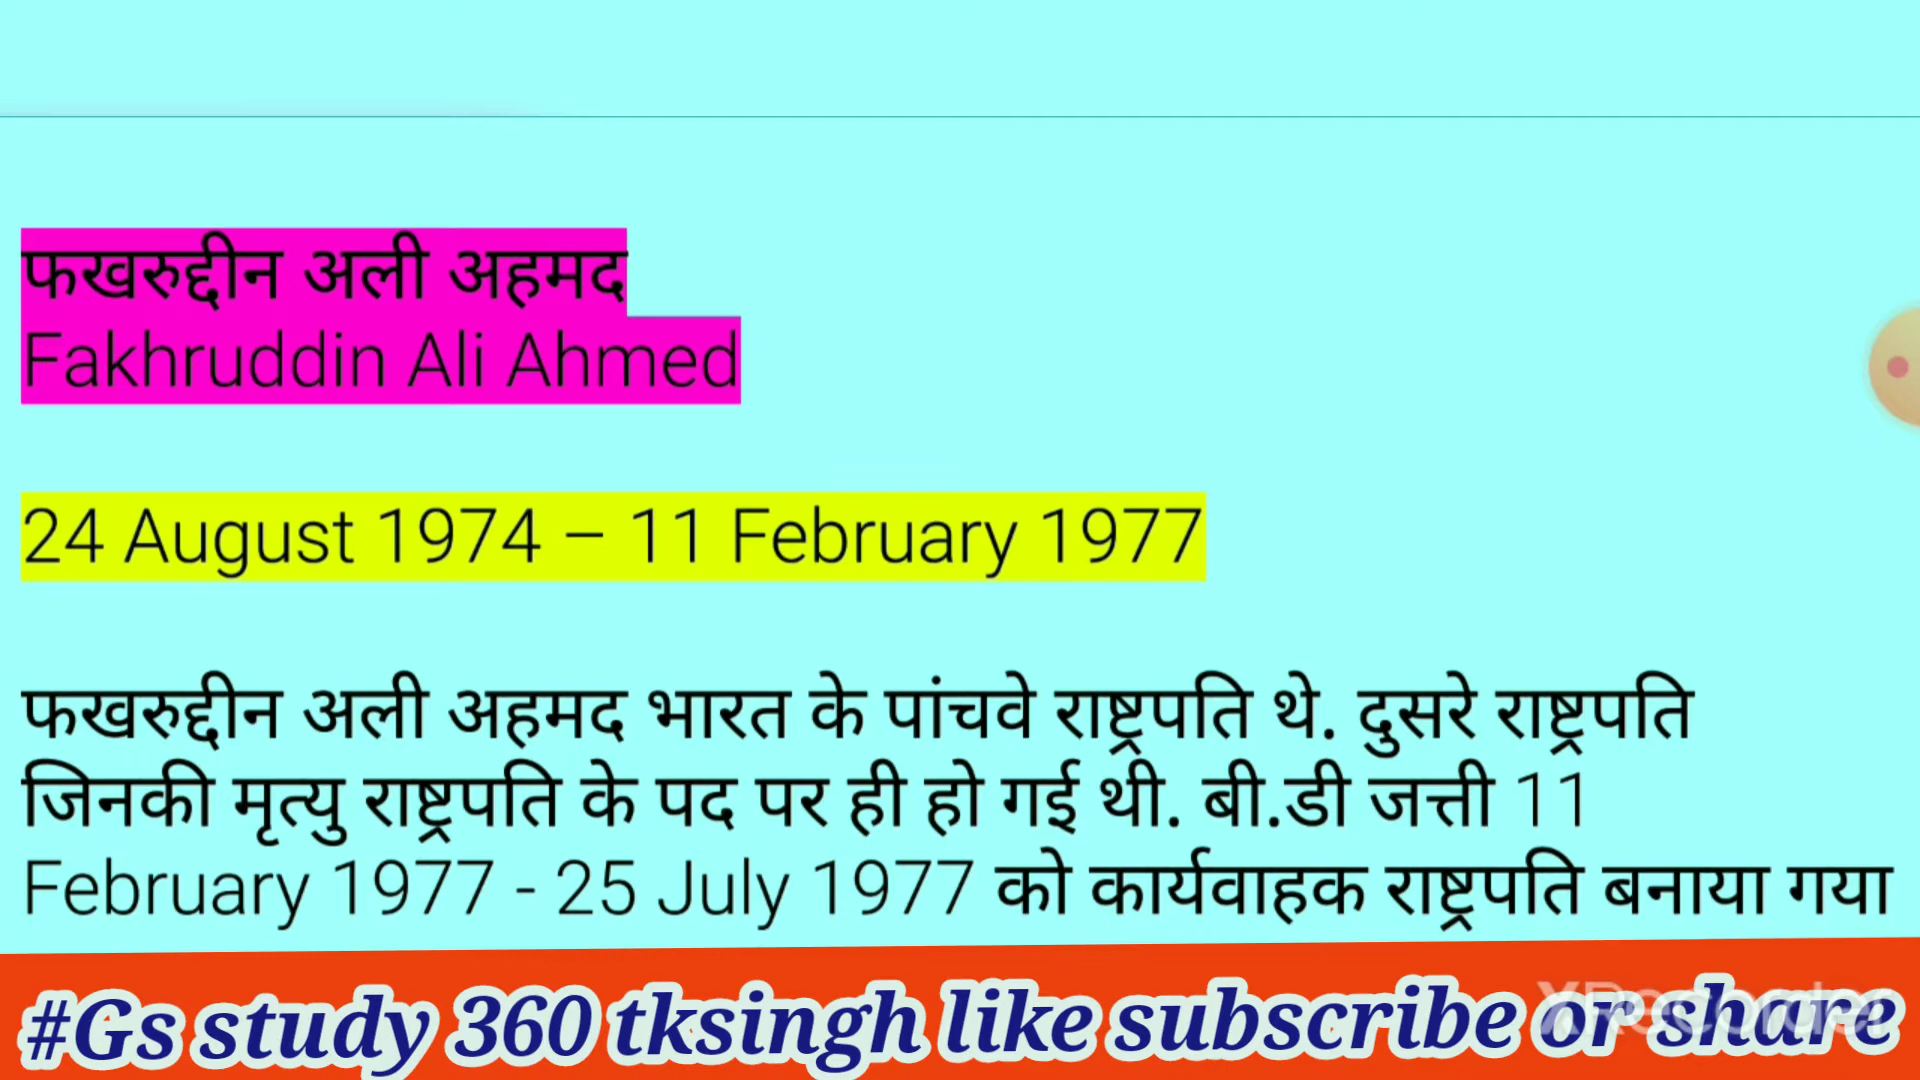 फखरुद्दीन अली अहमद
Fakhruddin Ali Ahmed
24 August 1974 – 11 February 1977
फखरुद्दीन अली अहमद भारत के पांचवे राष्ट्रपति थे. दुसरे राष्ट्रपति
जिनकी मृत्यु राष्ट्रपति के पद पर ही हो गई थी. बी.डी जत्ती 11
February 1977 - 25 July 1977 को कार्यवाहक राष्ट्रपति बनाया गया
#Gs study 360 tksingh like subscribe or share
XRecorder